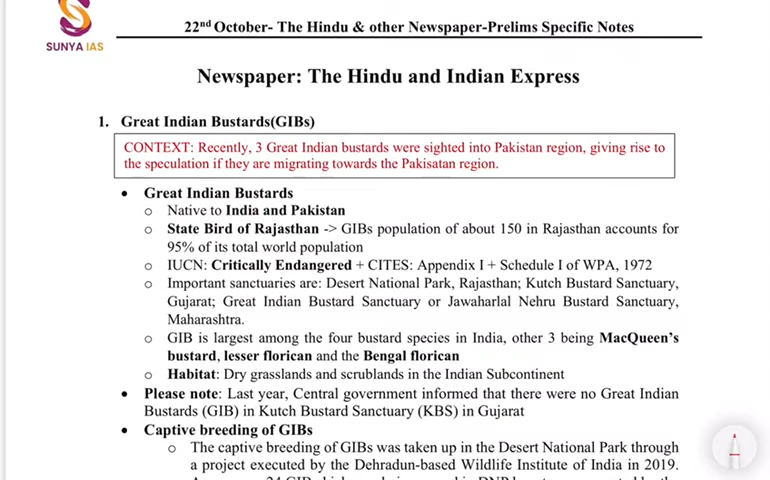 SUNYA IAS
22nd October- The Hindu & other Newspaper-Prelims Specific Notes
Newspaper: The Hindu and Indian Express
1. Great Indian Bustards(GIBs)
CONTEXT: Recently, 3 Great Indian bustards were sighted into Pakistan region, giving rise to
the speculation if they are migrating towards the Pakisatan region.
• Great Indian Bustards
o Native to India and Pakistan
o State Bird of Rajasthan -> GIBs population of about 150 in Rajasthan accounts for
95% of its total world population
o IUCN: Critically Endangered + CITES: Appendix I + Schedule I of WPA, 1972
o Important sanctuaries are: Desert National Park, Rajasthan; Kutch Bustard Sanctuary,
Gujarat; Great Indian Bustard Sanctuary or Jawaharlal Nehru Bustard Sanctuary,
Maharashtra.
o GIB is largest among the four bustard species in India, other 3 being MacQueen's
bustard, lesser florican and the Bengal florican
o Habitat: Dry grasslands and scrublands in the Indian Subcontinent
• Please note: Last year, Central government informed that there were no Great Indian
Bustards (GIB) in Kutch Bustard Sanctuary (KBS) in Gujarat
• Captive breeding of GIBs
o The captive breeding of GIBs was taken up in the Desert National Park through
a project executed by the Dehradun-based Wildlife Institute of India in 2019.